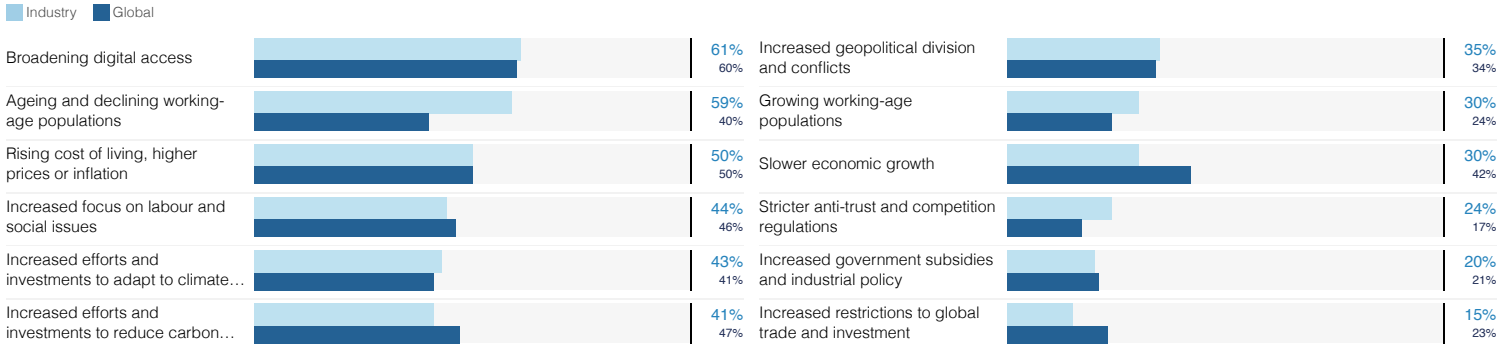 Industry Global
Broadening digital access
61%
60%
Ageing and declining working-
age populations
59%
40%
Rising cost of living, higher
prices or inflation
50%
50%
Increased focus on labour and
social issues
44%
46%
Increased efforts and
investments to adapt to climate…
43%
41%
Increased efforts and
investments to reduce carbon…
41%
47%
Increased geopolitical division
and conflicts
35%
34%
Growing working-age
populations
30%
24%
Slower economic growth
30%
42%
Stricter anti-trust and competition
regulations
24%
17%
Increased government subsidies
and industrial policy
20%
21%
Increased restrictions to global
trade and investment
15%
23%